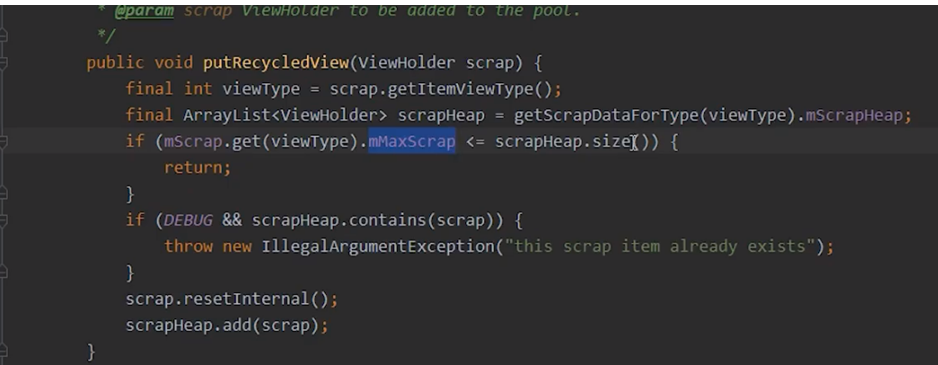 * @param scrap ViewHolder to be added to the pool.
*/
public void putRecycledView(ViewHolder scrap) {
final int viewType = scrap.getItemViewType();
final ArrayList<ViewHolder> scrapHeap = getScrapDataForType(viewType).mScrapHeap;
if (mScrap.get(viewType).mMaxScrap <= scrapHeap.size()) {
return;
}
if (DEBUG && scrapHeap.contains(scrap)) {
throw new IllegalArgumentException("this scrap item already exists");
}
scrap.resetInternal();
scrapHeap.add(scrap);
}